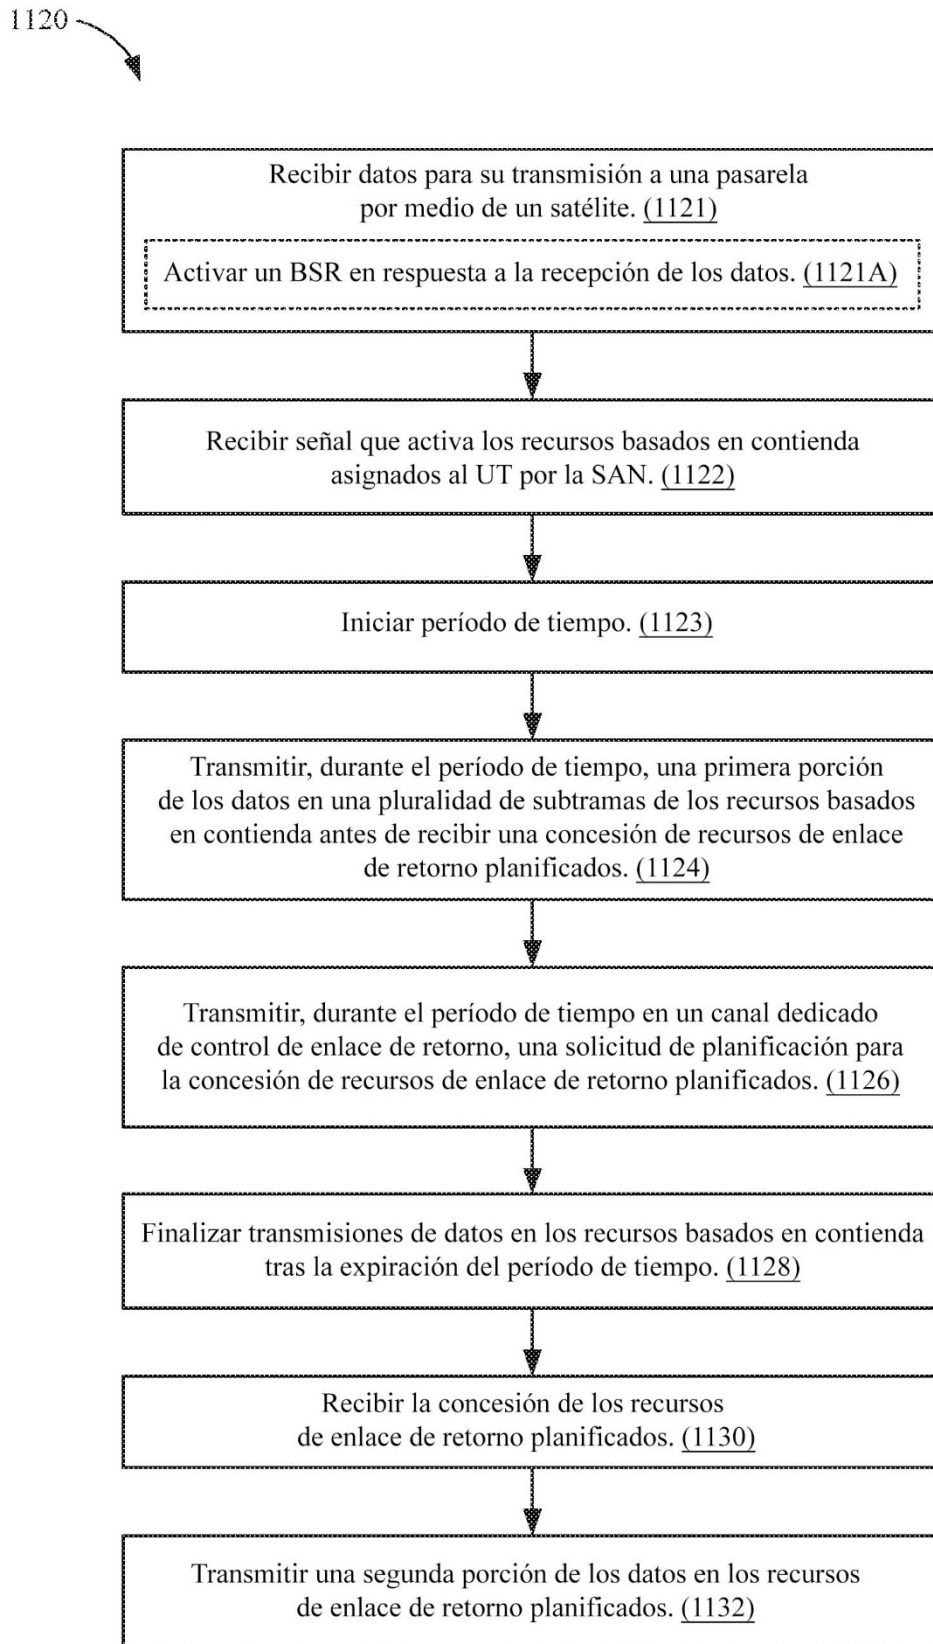 1120
Recibir datos para su transmisión a una pasarela
por medio de un satélite. (1121)
Activar un BSR en respuesta a la recepción de los datos. (1121A)
Recibir señal que activa los recursos basados en contienda
asignados al UT por la SAN. (1122)
Iniciar período de tiempo. (1123)
Transmitir, durante el período de tiempo, una primera porción
de los datos en una pluralidad de subtramas de los recursos basados
en contienda antes de recibir una concesión de recursos de enlace
de retorno planificados. (1124)
Transmitir, durante el período de tiempo en un canal dedicado
de control de enlace de retorno, una solicitud de planificación para
la concesión de recursos de enlace de retorno planificados. (1126)
Finalizar transmisiones de datos en los recursos basados en contienda
tras la expiración del período de tiempo. (1128)
Recibir la concesión de los recursos
de enlace de retorno planificados. (1130)
Transmitir una segunda porción de los datos en los recursos
de enlace de retorno planificados. (1132)